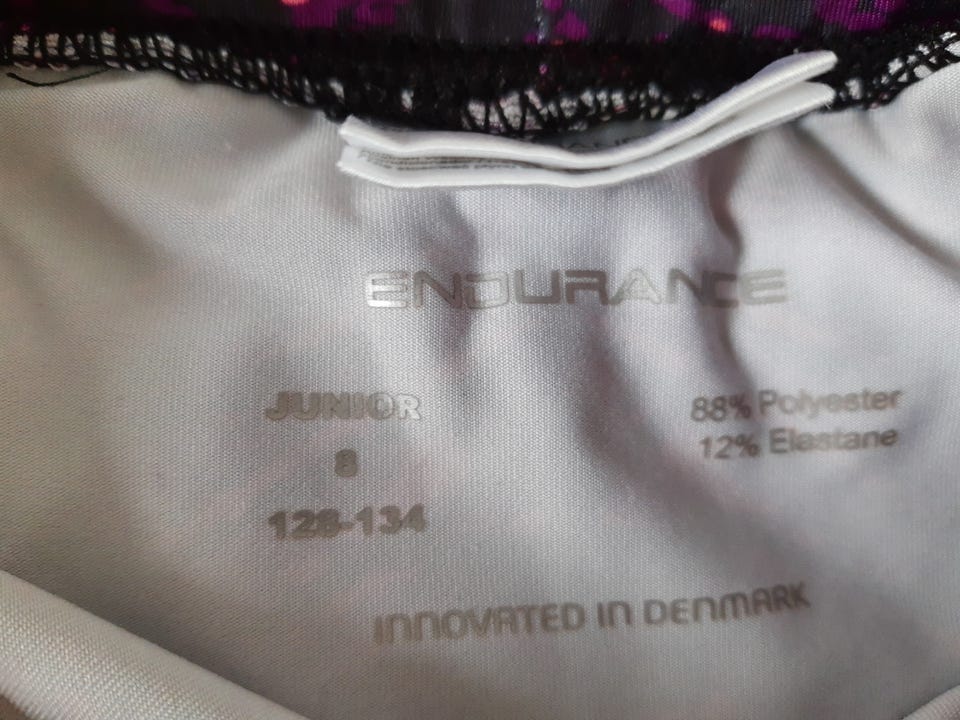 ENDURANCE
JUNIOR
88% Polyester
8
12% Elastane
128-134
INNOVATED IN DENMARK